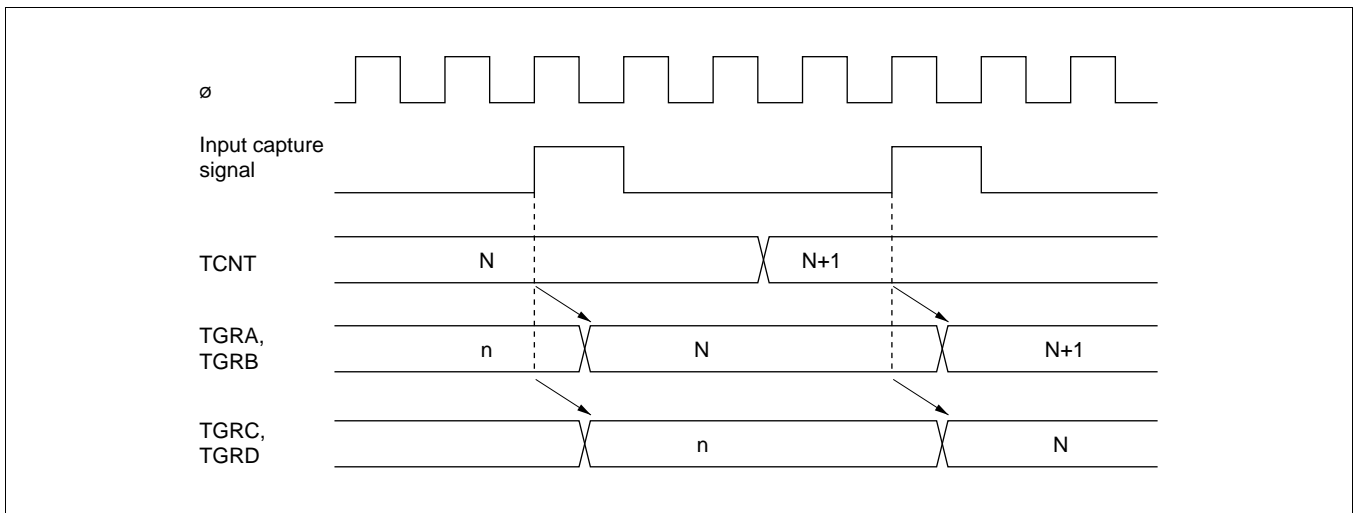 ø
Input capture
signal
TCNT
N
N+1
TGRA,
TGRB
n
N
N+1
TGRC,
TGRD
n
N